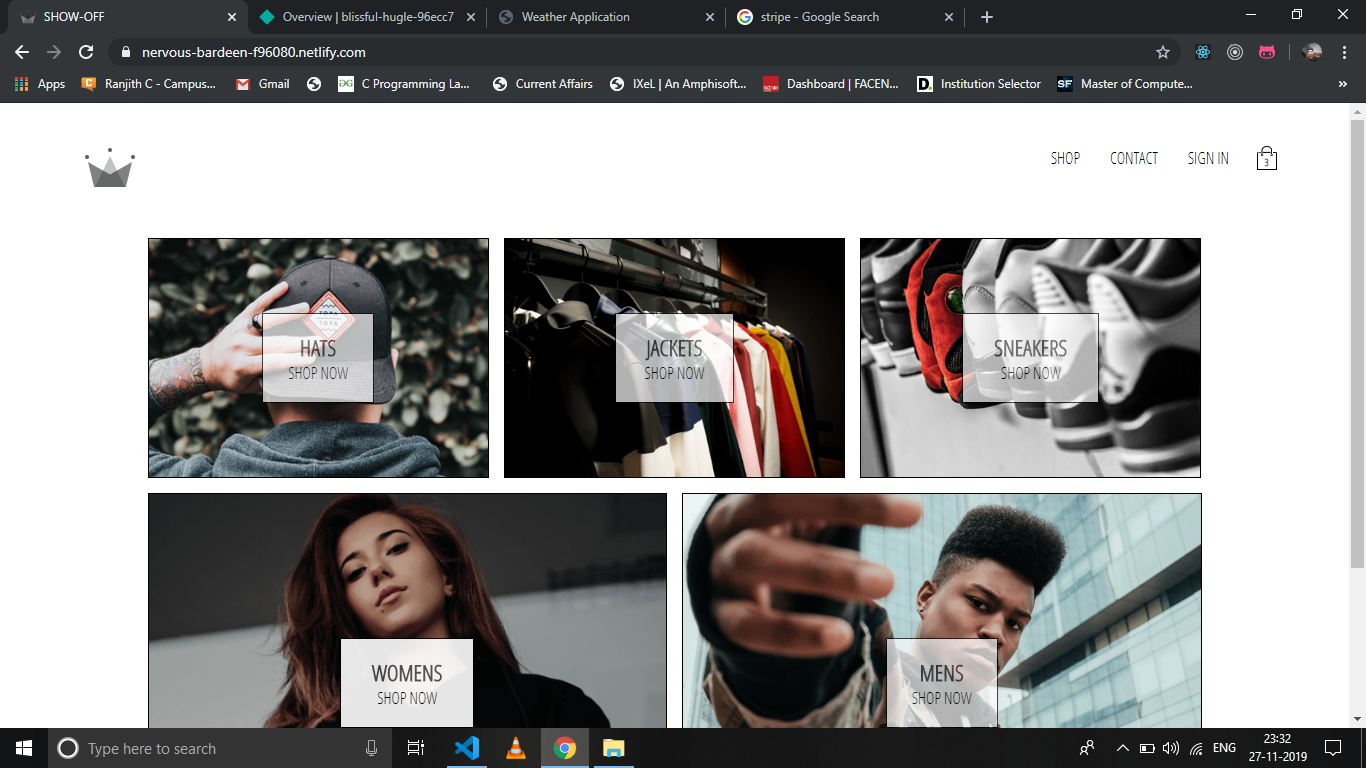 SHOW-OFF
Overview | blissful-hugle-96ecc7
Weather Application
stripe - Google Search
nervous-bardeen-f96080.netlify.com
Apps
Ranjith C - Campus...
Gmail
C Programming La...
Current Affairs
IXeL | An Amphisoft...
Dashboard | FACEN...
Institution Selector
SF
Master of Compute...
»
SHOP
CONTACT
SIGN IN
3
HATS
SHOP NOW
JACKETS
SHOP NOW
SNEAKERS
SHOP NOW
WOMENS
SHOP NOW
MENS
SHOP NOW
Type here to search
ENG
23:32
27-11-2019